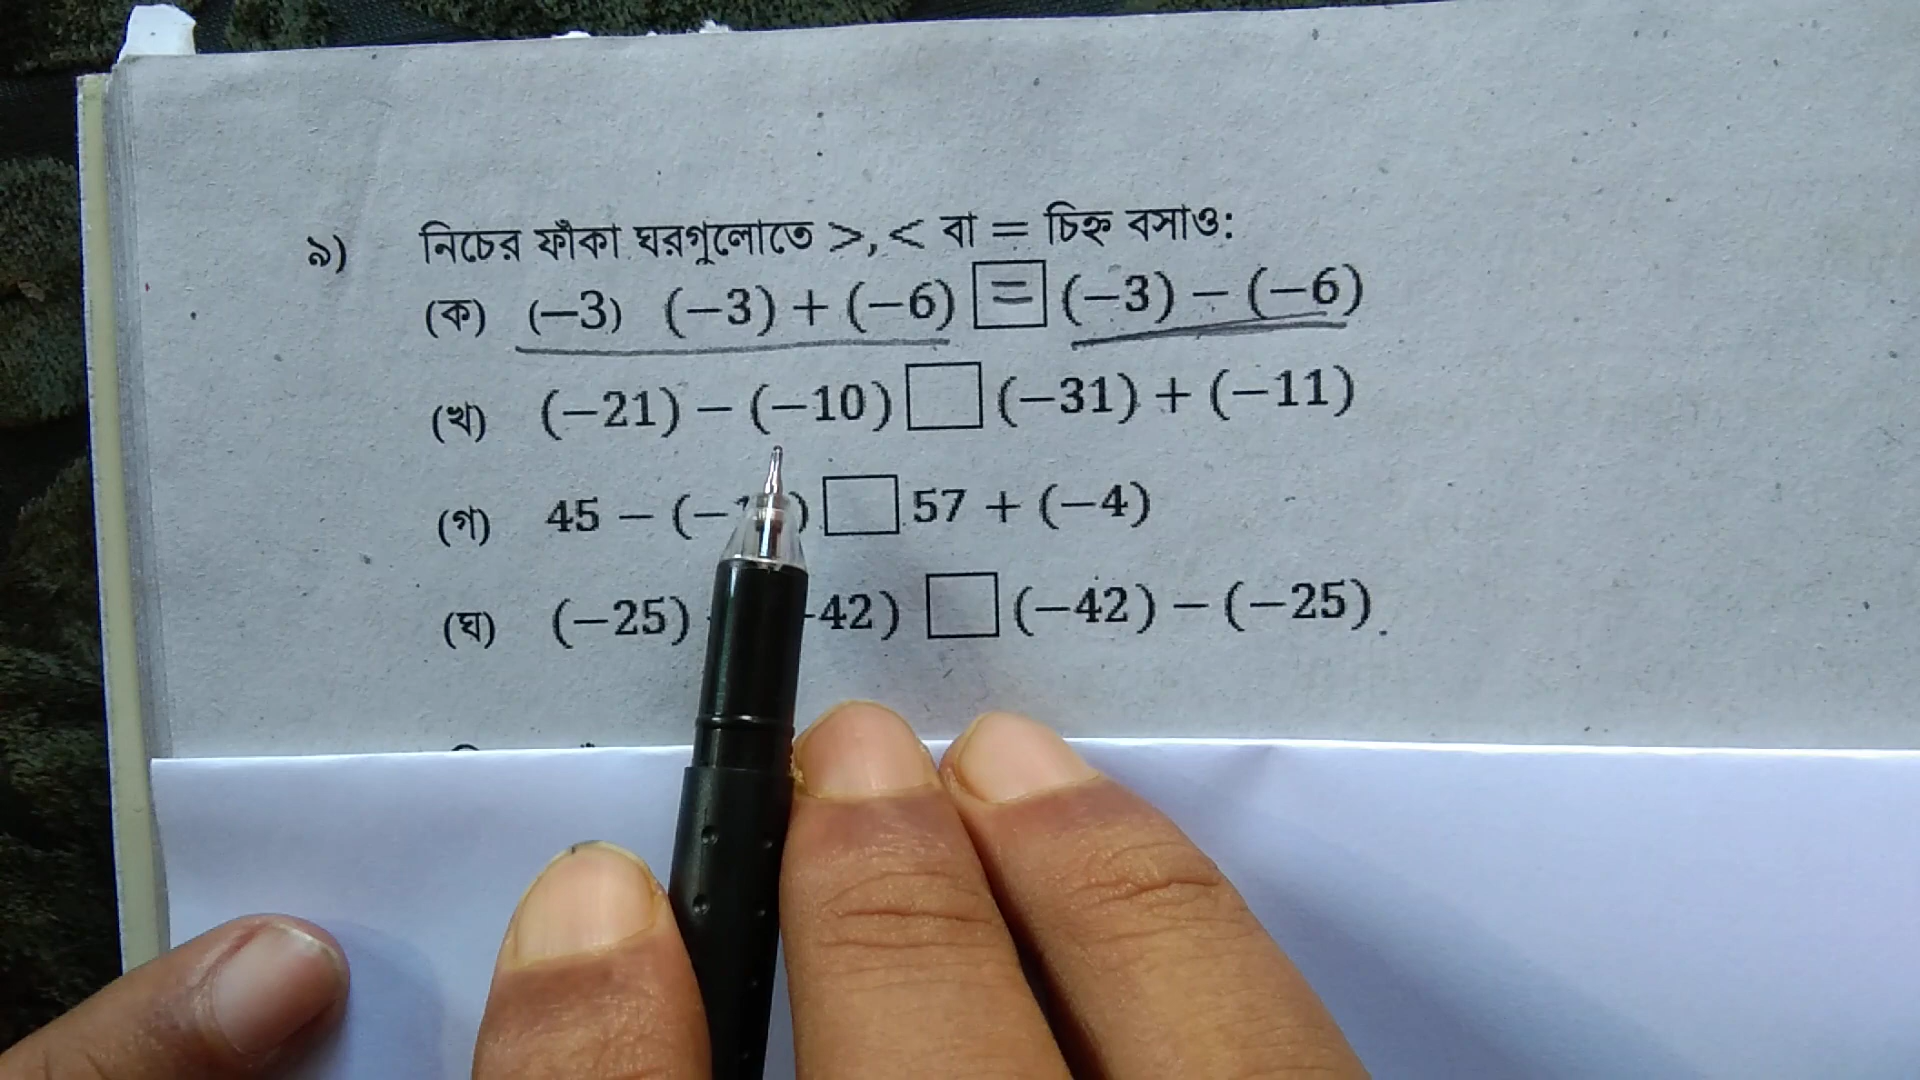 ৯) নিচের ফাঁকা ঘরগুলোতে >, < বা = চিহ্ন বসাও:
(ক) (−3) (−3) + (−6) = (−3) − (−6)
(খ) (−21) − (−10) □ (−31) + (−11)
(গ) 45 − (− ) □ 57 + (−4)
(ঘ) (−25) -42) □ (−42) − (−25)